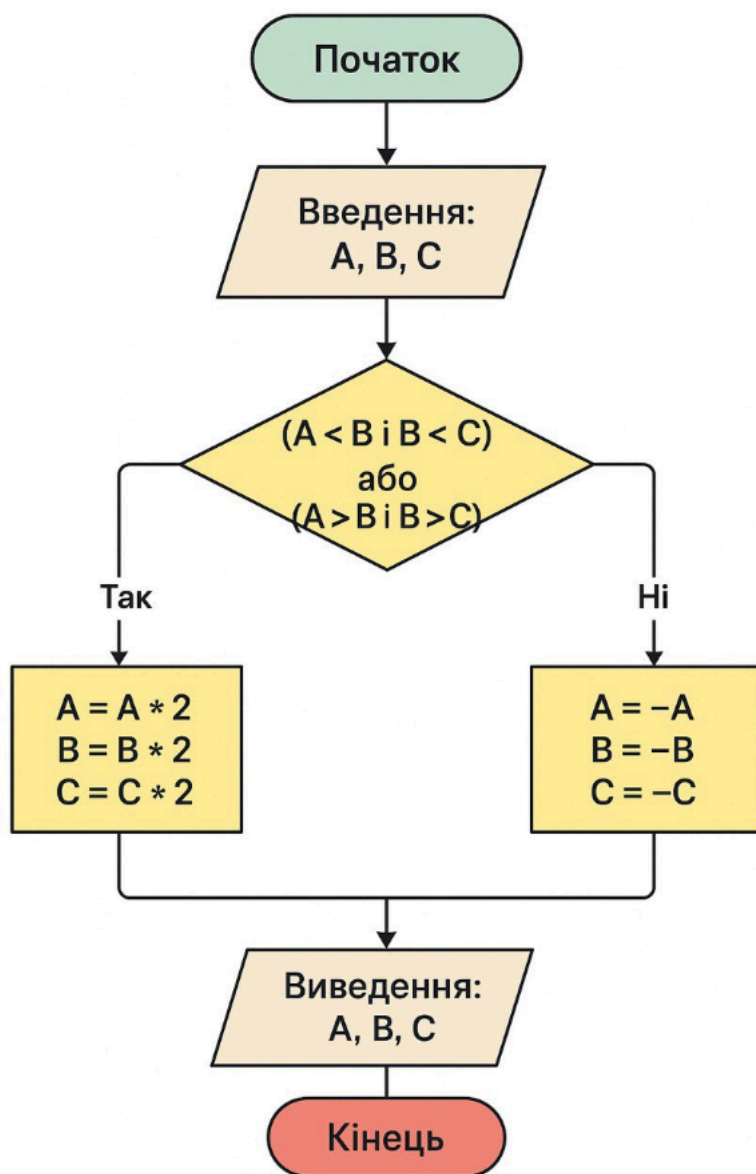 Початок
Введення:
A, B, C
(A < B і B < C)
або
(A > B і B > C)
Так
Ні
A = A * 2
B = B * 2
C = C * 2
A = –A
B = –B
C = –C
Виведення:
A, B, C
Кінець